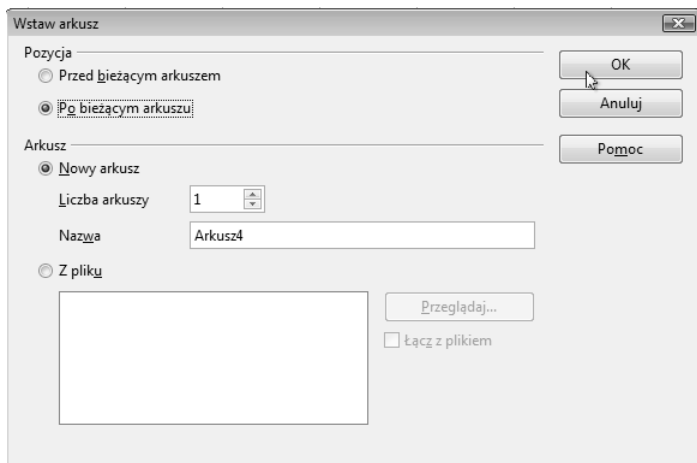 Wstaw arkusz
Pozycja
Przed bieżącym arkuszem
Po bieżącym arkuszu
OK
Anuluj
Pomoc
Arkusz
Nowy arkusz
Liczba arkuszy 1
Nazwa Arkusz4
Z pliku
Przeglądaj...
Łącz z plikiem